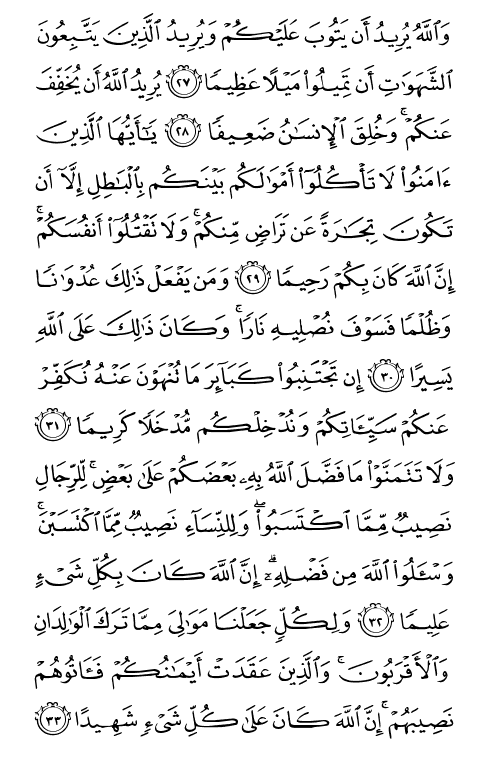 وَٱللَّهُ يُرِيدُ أَن يَتُوبَ عَلَيۡكُمۡ وَيُرِيدُ ٱلَّذِينَ يَتَّبِعُونَ
ٱلشَّهَوَٰتِ أَن تَمِيلُواْ مَيۡلًا عَظِيمٗا ٢٧ يُرِيدُ ٱللَّهُ أَن يُخَفِّفَ
عَنكُمۡۚ وَخُلِقَ ٱلۡإِنسَٰنُ ضَعِيفٗا ٢٨ يَٰٓأَيُّهَا ٱلَّذِينَ
ءَامَنُواْ لَا تَأۡكُلُوٓاْ أَمۡوَٰلَكُم بَيۡنَكُم بِٱلۡبَٰطِلِ إِلَّآ أَن
تَكُونَ تِجَٰرَةً عَن تَرَاضٖ مِّنكُمۡۚ وَلَا تَقۡتُلُوٓاْ أَنفُسَكُمۡۚ
إِنَّ ٱللَّهَ كَانَ بِكُمۡ رَحِيمٗا ٢٩ وَمَن يَفۡعَلۡ ذَٰلِكَ عُدۡوَٰنٗا
وَظُلۡمٗا فَسَوۡفَ نُصۡلِيهِ نَارٗاۚ وَكَانَ ذَٰلِكَ عَلَى ٱللَّهِ
يَسِيرًا ٣٠ إِن تَجۡتَنِبُواْ كَبَآئِرَ مَا تُنۡهَوۡنَ عَنۡهُ نُكَفِّرۡ
عَنكُمۡ سَيِّـَٔاتِكُمۡ وَنُدۡخِلۡكُم مُّدۡخَلٗا كَرِيمٗا ٣١
وَلَا تَتَمَنَّوۡاْ مَا فَضَّلَ ٱللَّهُ بِهِۦ بَعۡضَكُمۡ عَلَىٰ بَعۡضٖۚ لِّلرِّجَالِ
نَصِيبٞ مِّمَّا ٱكۡتَسَبُواْۖ وَلِلنِّسَآءِ نَصِيبٞ مِّمَّا ٱكۡتَسَبۡنَۚ
وَسۡـَٔلُواْ ٱللَّهَ مِن فَضۡلِهِۦٓۗ إِنَّ ٱللَّهَ كَانَ بِكُلِّ شَيۡءٍ
عَلِيمٗا ٣٢ وَلِكُلّٖ جَعَلۡنَا مَوَٰلِيَ مِمَّا تَرَكَ ٱلۡوَٰلِدَانِ
وَٱلۡأَقۡرَبُونَۚ وَٱلَّذِينَ عَقَدَتۡ أَيۡمَٰنُكُمۡ فَـَٔاتُوهُمۡ
نَصِيبَهُمۡۚ إِنَّ ٱللَّهَ كَانَ عَلَىٰ كُلِّ شَيۡءٖ شَهِيدًا ٣٣